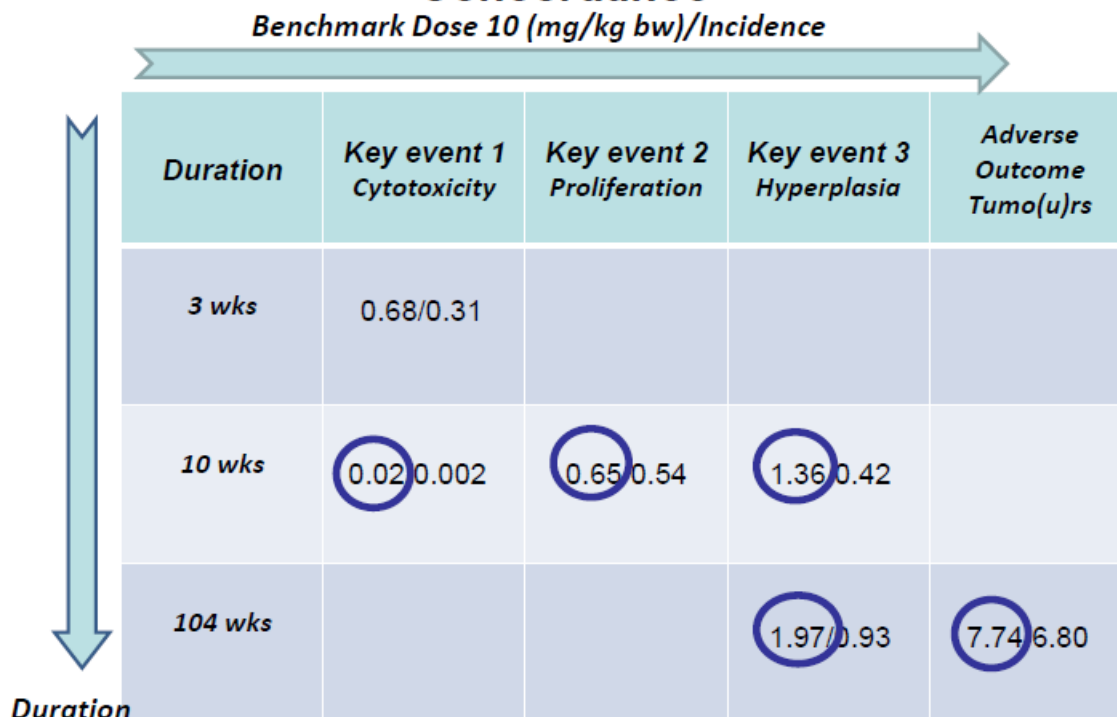 Benchmark Dose 10 (mg/kg bw)/Incidence
Duration
Key event 1
Cytotoxicity
Key event 2
Proliferation
Key event 3
Hyperplasia
Adverse
Outcome
Tumo(u)rs
3 wks
0.68/0.31
10 wks
0.02/0.002
0.65/0.54
1.36/0.42
104 wks
1.97/0.93
7.74/6.80
Duration